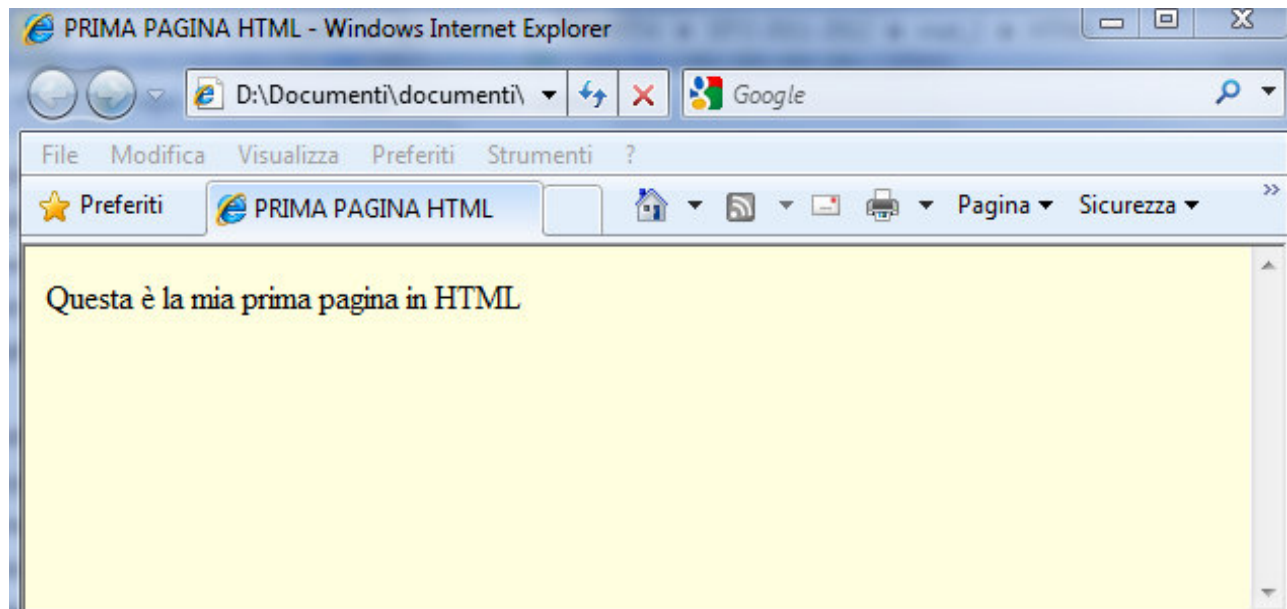 PRIMA PAGINA HTML - Windows Internet Explorer
D:\Documenti\documenti\ Google
File Modifica Visualizza Preferiti Strumenti ?
Preferiti PRIMA PAGINA HTML Pagina Sicurezza
Questa è la mia prima pagina in HTML